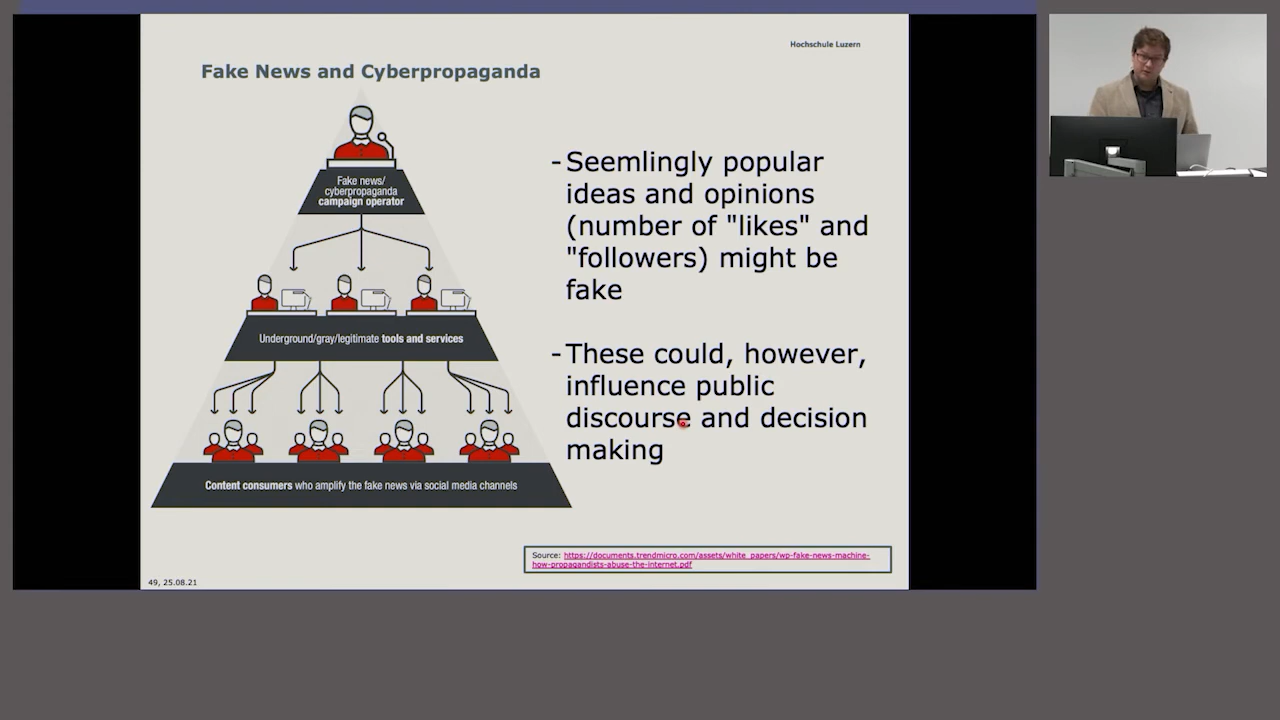 Hochschule Luzern
Fake News and Cyberpropaganda
Fake news/
cyberpropaganda
campaign operator
Underground/gray/legitimate tools and services
Content consumers who amplify the fake news via social media channels
- Seemlingly popular
ideas and opinions
(number of "likes" and
"followers) might be
fake
- These could, however,
influence public
discourse and decision
making
Source: https://documents.trendmicro.com/assets/white_papers/wp-fake-news-machine-
how-propagandists-abuse-the-internet.pdf
49, 25.08.21